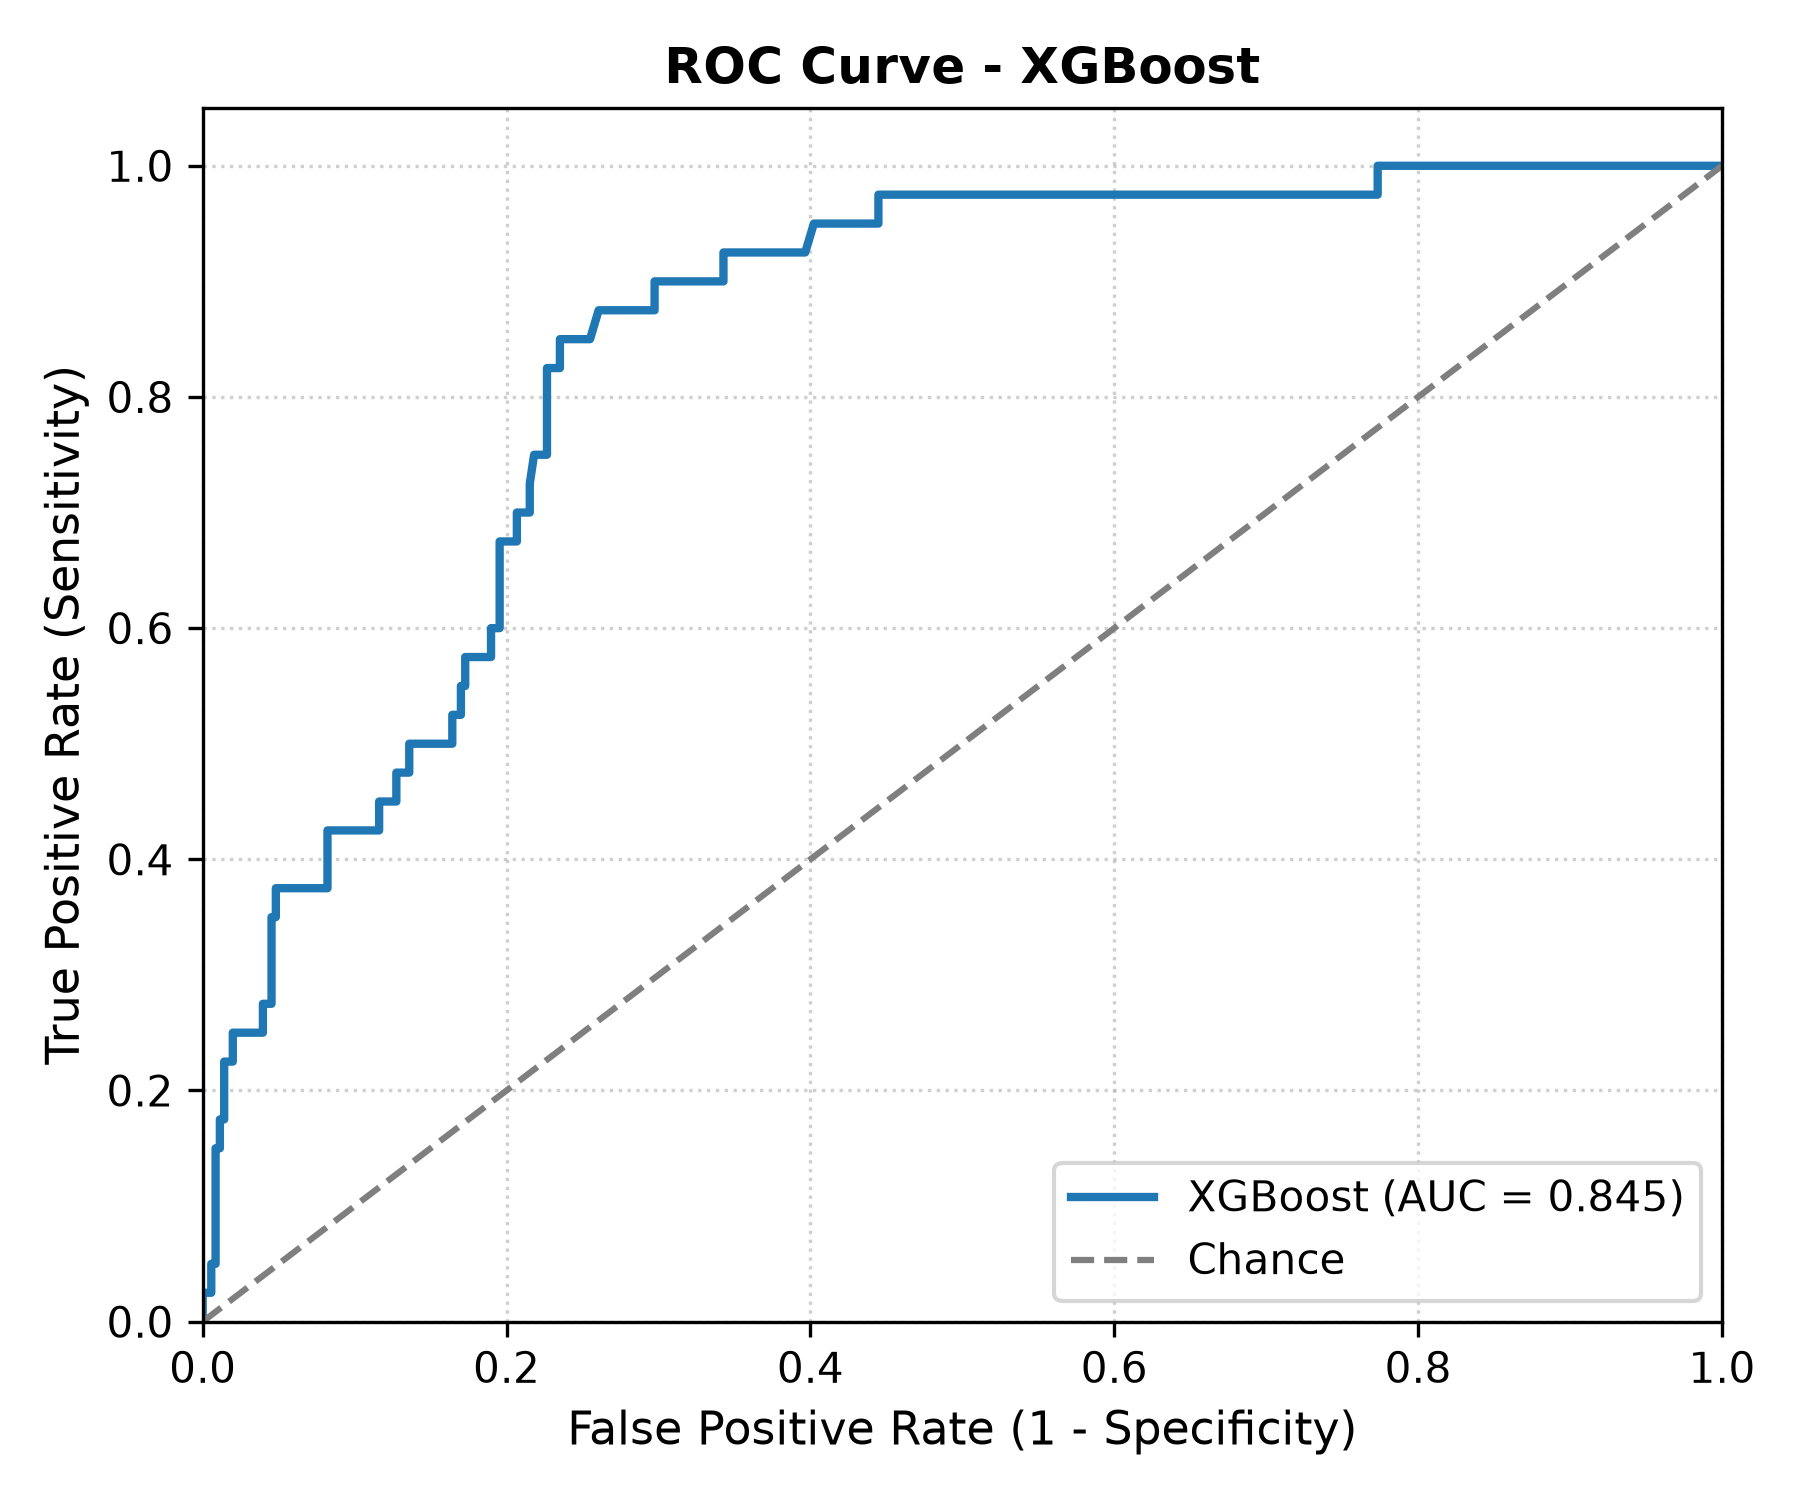 ROC Curve - XGBoost
True Positive Rate (Sensitivity)
1.0
0.8
0.6
0.4
0.2
0.0
XGBoost (AUC = 0.845)
Chance
0.0 0.2 0.4 0.6 0.8 1.0
False Positive Rate (1 - Specificity)